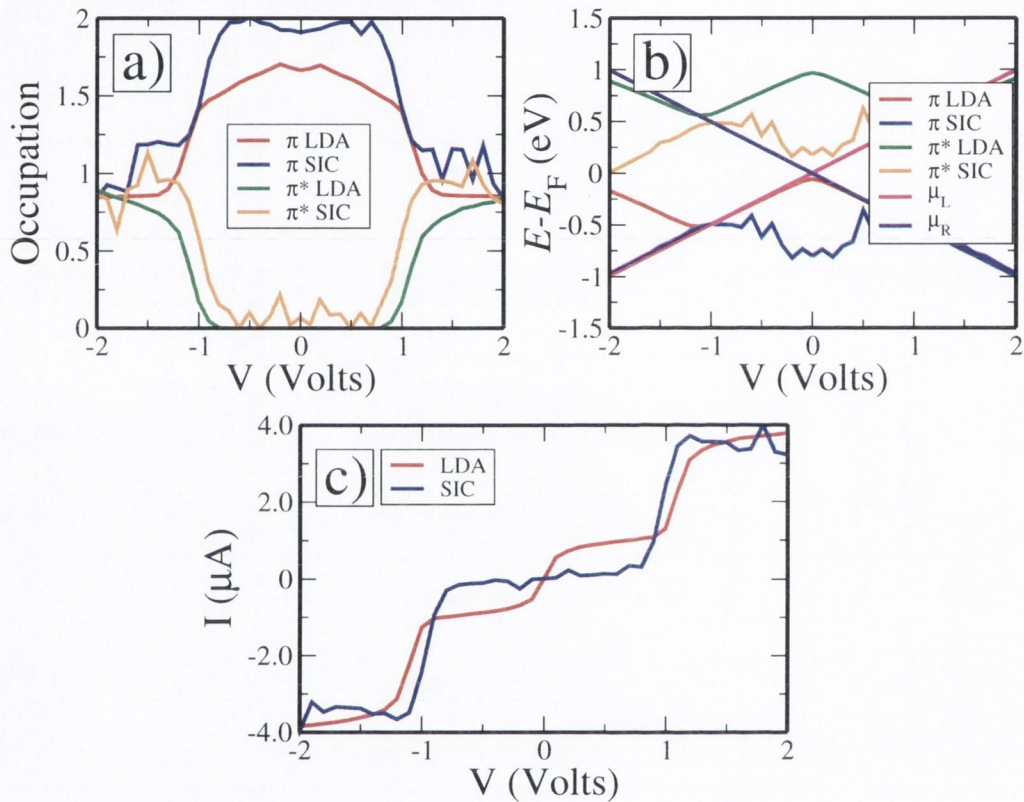 a)
Occupation
2
1.5
1
0.5
0
π LDA
π SIC
π* LDA
π* SIC
-2
-1
0
1
2
V (Volts)
b)
E-E_F (eV)
1.5
1
0.5
0
-0.5
-1
-1.5
π LDA
π SIC
π* LDA
π* SIC
μ_L
μ_R
-2
-1
0
1
2
V (Volts)
c)
LDA
SIC
I (μA)
4.0
2.0
0
-2.0
-4.0
-2
-1
0
1
2
V (Volts)